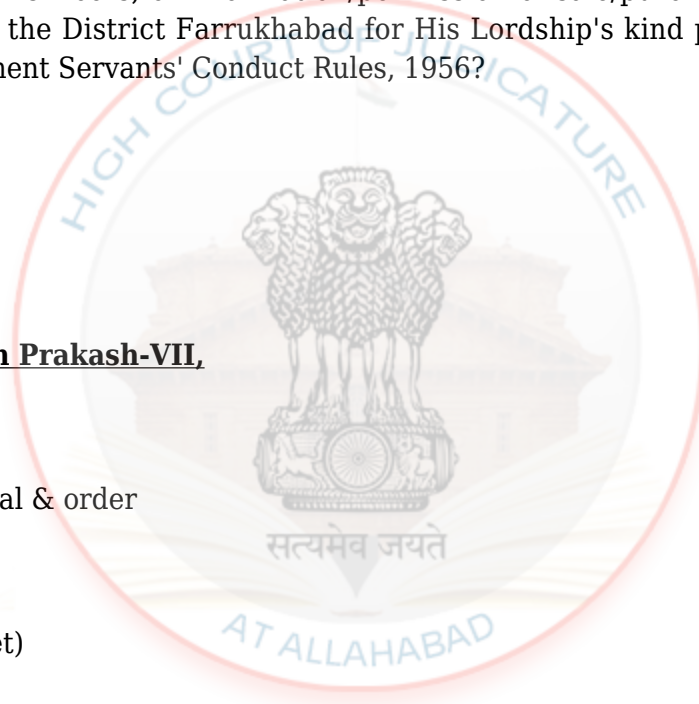 the District Farrukhabad for His Lordship's kind p
nent Servants' Conduct Rules, 1956?
HIGH COURT OF JUDICATURE
n Prakash-VII,
al & order
सत्यमेव जयते
et)
AT ALLAHABAD